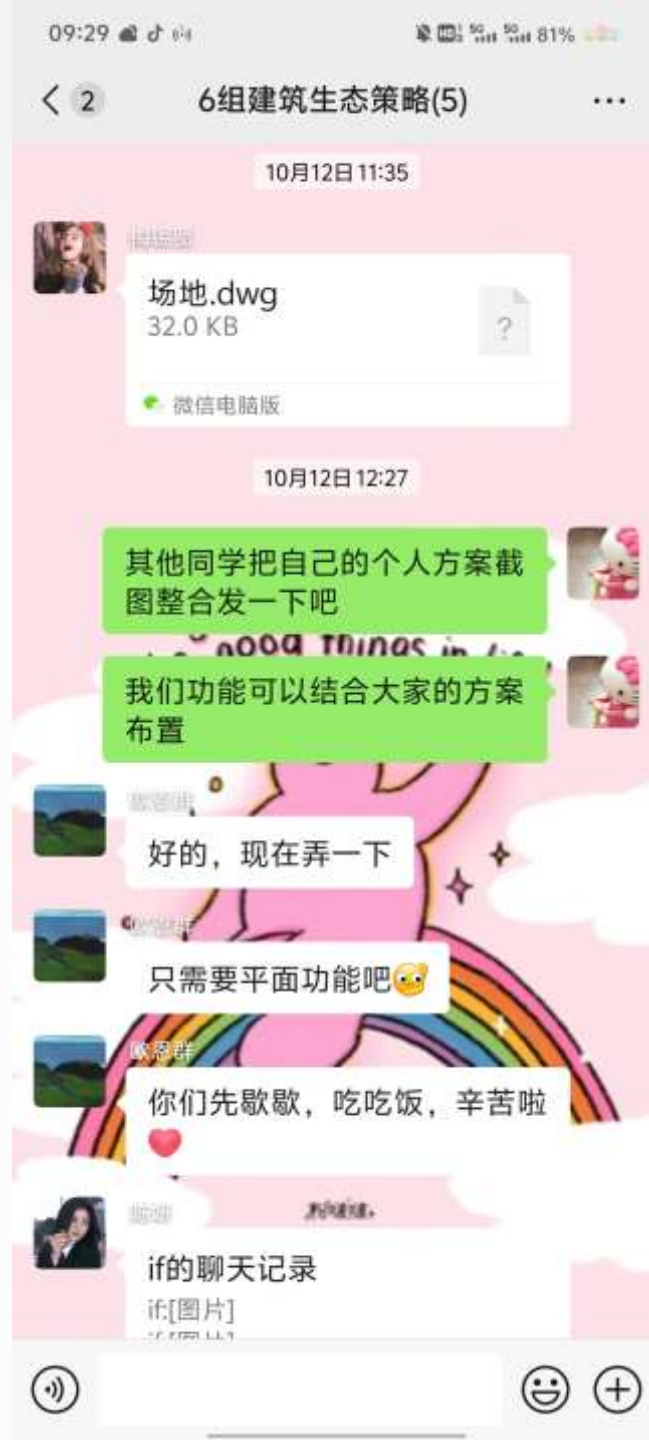 09:29
5G 5G 81%
2
6组建筑生态策略(5)
10月12日 11:35
场地.dwg
32.0 KB
?
微信电脑版
10月12日 12:27
其他同学把自己的个人方案截
图整合发一下吧
good things in
我们功能可以结合大家的方案
布置
好的，现在弄一下
只需要平面功能吧
欧恩群
你们先歇歇，吃吃饭，辛苦啦
if的聊天记录
if:[图片]